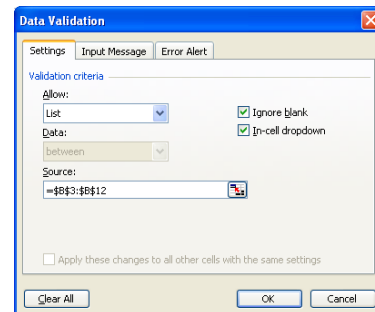 Data Validation
Settings Input Message Error Alert
Validation criteria
Allow:
List
Ignore blank
Data:
In-cell dropdown
between
Source:
=$B$3:$B$12
Apply these changes to all other cells with the same settings
Clear All OK Cancel